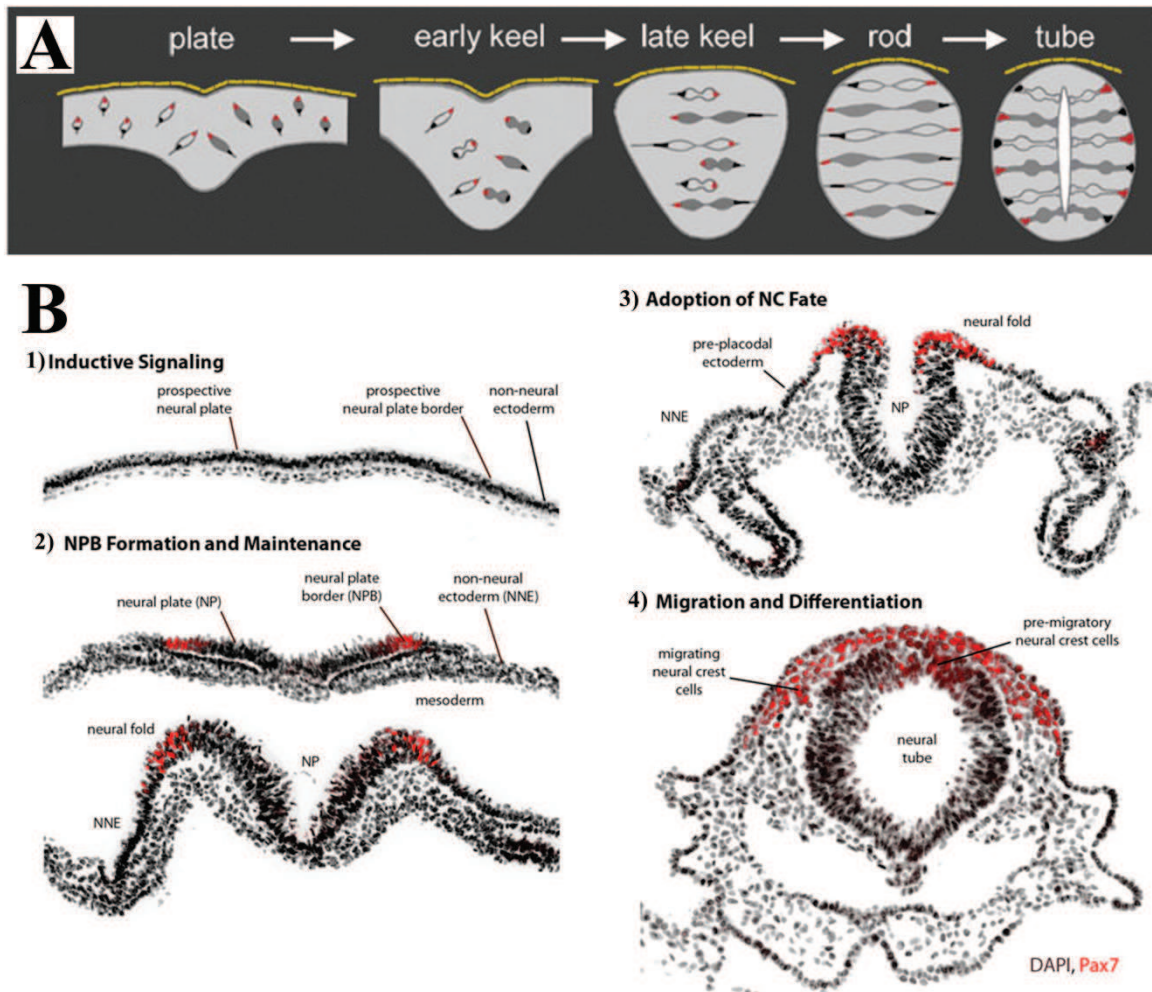 A
plate
early keel
late keel
rod
tube
B
1) Inductive Signaling
prospective
neural plate
prospective
neural plate border
non-neural
ectoderm
2) NPB Formation and Maintenance
neural plate (NP)
neural plate
border (NPB)
non-neural
ectoderm (NNE)
mesoderm
neural fold
NP
NNE
3) Adoption of NC Fate
neural fold
pre-placodal
ectoderm
NNE
NP
4) Migration and Differentiation
pre-migratory
neural crest cells
migrating
neural crest
cells
neural
tube
DAPI, Pax7